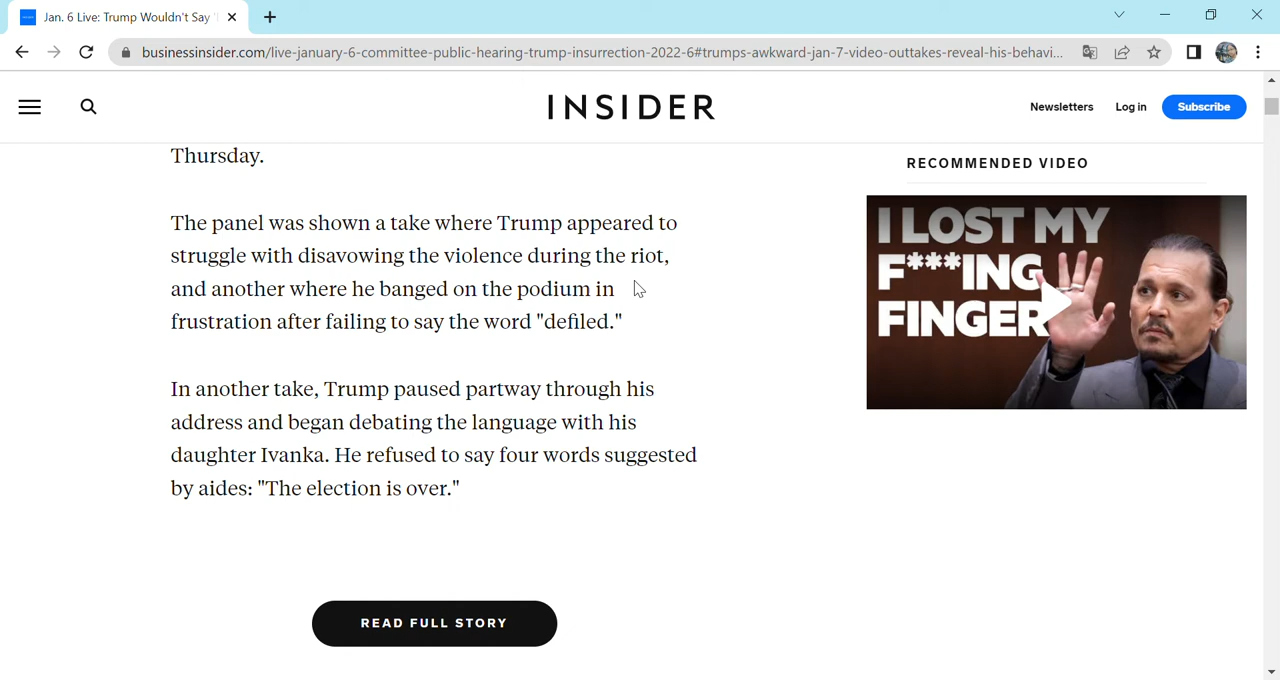 Jan. 6 Live: Trump Wouldn't Say '
businessinsider.com/live-january-6-committee-public-hearing-trump-insurrection-2022-6#trumps-awkward-jan-7-video-outtakes-reveal-his-behavi...
INSIDER
Newsletters
Log in
Subscribe
Thursday.
The panel was shown a take where Trump appeared to
struggle with disavowing the violence during the riot,
and another where he banged on the podium in
frustration after failing to say the word "defiled."
In another take, Trump paused partway through his
address and began debating the language with his
daughter Ivanka. He refused to say four words suggested
by aides: "The election is over."
READ FULL STORY
RECOMMENDED VIDEO
I LOST MY
F***ING
FINGER